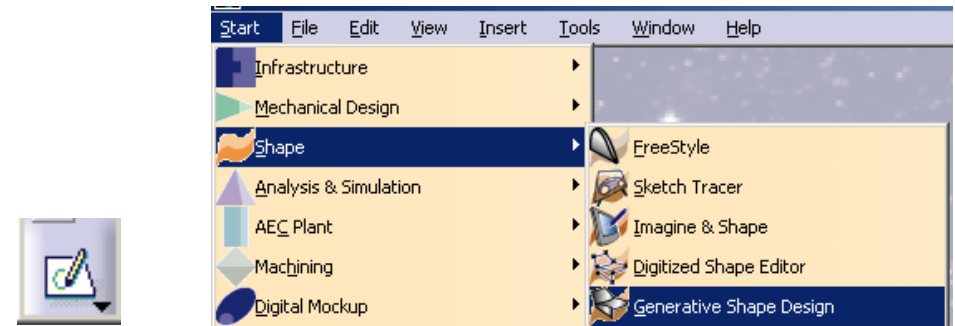 Start File Edit View Insert Tools Window Help
Infrastructure
Mechanical Design
Shape
FreeStyle
Analysis & Simulation
Sketch Tracer
AEC Plant
Imagine & Shape
Machining
Digitized Shape Editor
Digital Mockup
Generative Shape Design